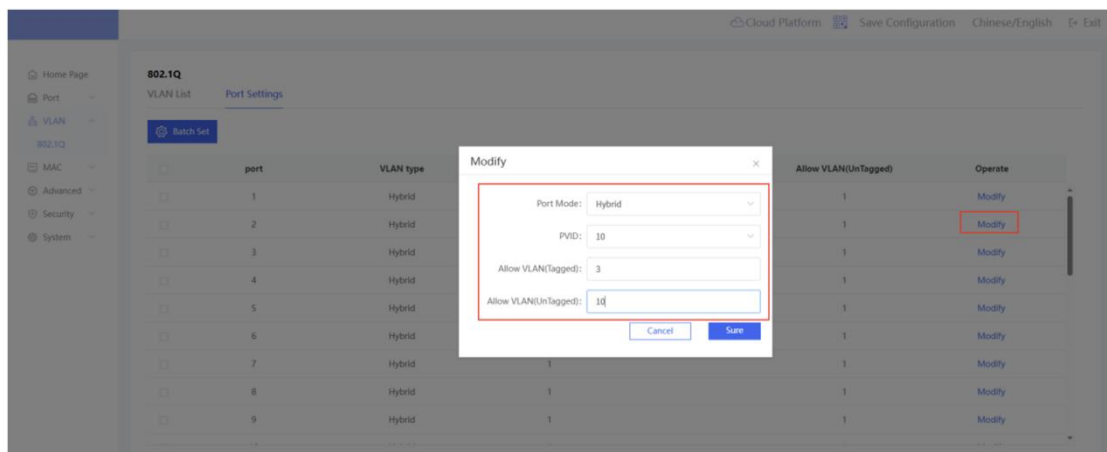 Cloud Platform Save Configuration Chinese/English Exit
Home Page
Port
VLAN
802.1Q
MAC
Advanced
Security
System
802.1Q
VLAN List Port Settings
Batch Set
port VLAN type Allow VLAN(UnTagged) Operate
1 Hybrid 1 Modify
2 Hybrid 1 Modify
3 Hybrid 1 Modify
4 Hybrid 1 Modify
5 Hybrid 1 Modify
6 Hybrid 1 Modify
7 Hybrid 1 1 Modify
8 Hybrid 1 1 Modify
9 Hybrid 1 1 Modify
Modify
Port Mode: Hybrid
PVID: 10
Allow VLAN(Tagged): 3
Allow VLAN(UnTagged): 10
Cancel Sure